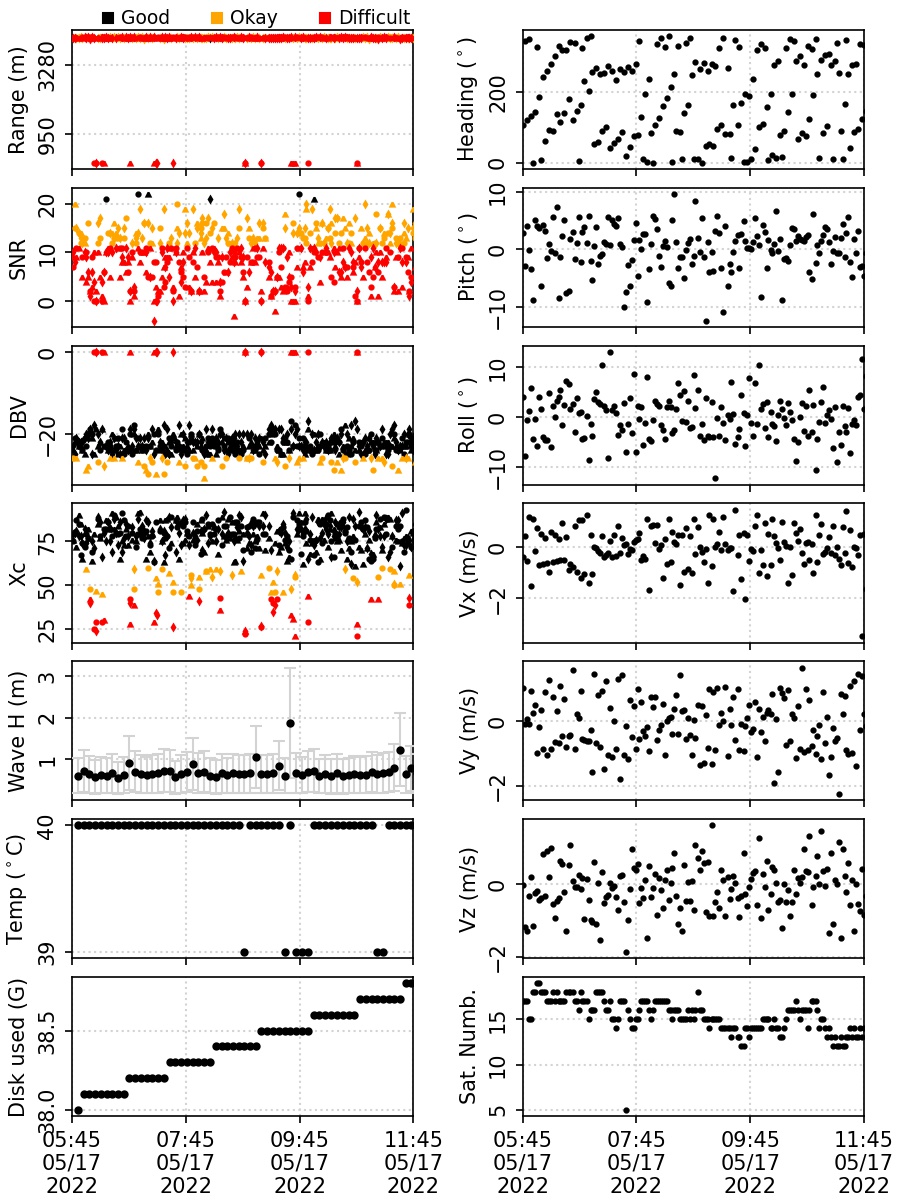 Good Okay Difficult
Range (m)
3280
950
Heading (°)
200
0
SNR
20
10
0
Pitch (°)
10
0
−10
DBV
0
−20
Roll (°)
10
0
−10
Xc
75
50
25
Vx (m/s)
0
−2
Wave H (m)
3
2
1
Vy (m/s)
0
−2
Temp (°C)
40
39
Vz (m/s)
0
−2
Disk used (G)
38.5
38.0
Sat. Numb.
15
10
5
05:45 07:45 09:45 11:45 05:45 07:45 09:45 11:45
05/17 05/17 05/17 05/17 05/17 05/17 05/17 05/17
2022 2022 2022 2022 2022 2022 2022 2022